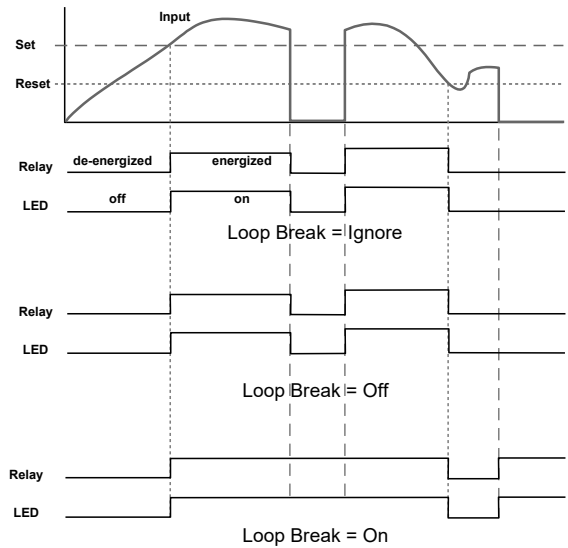 Input
Set
Reset
Relay de-energized energized
LED off on
Loop Break = Ignore
Relay
LED
Loop Break = Off
Relay
LED
Loop Break = On